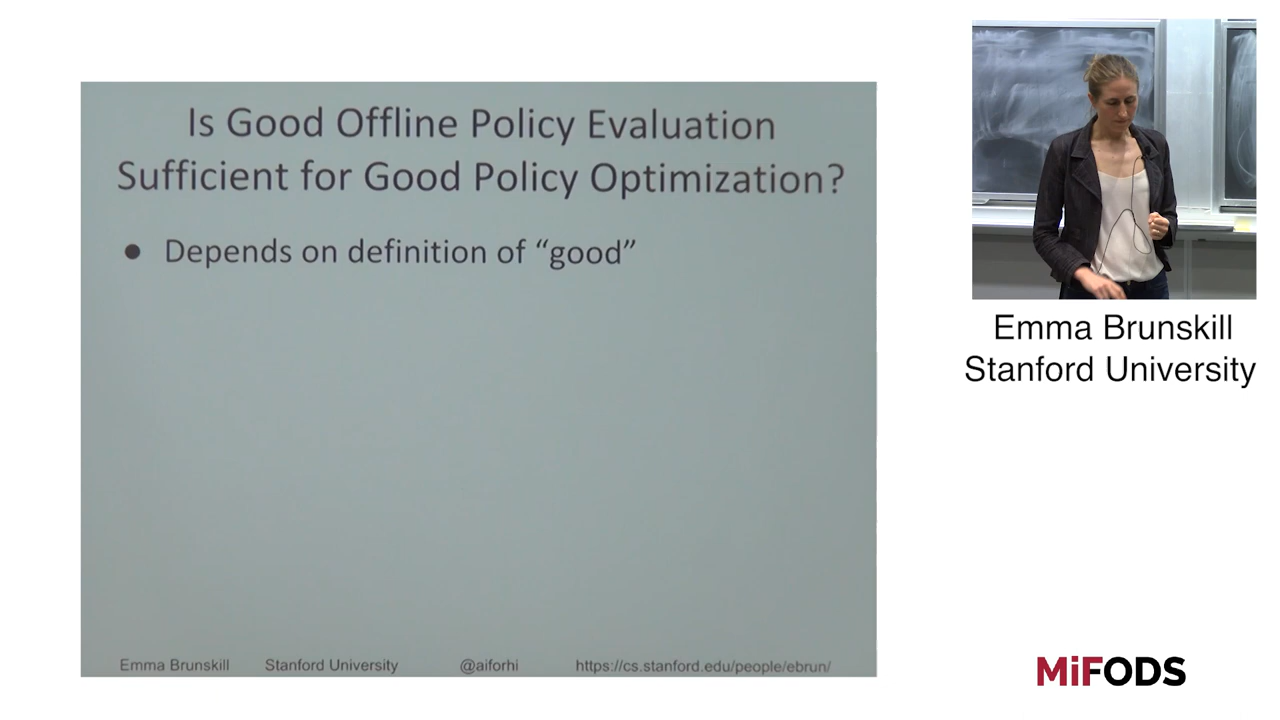 Is Good Offline Policy Evaluation
Sufficient for Good Policy Optimization?
● Depends on definition of “good”
Emma Brunskill Stanford University @aiforhi https://cs.stanford.edu/people/ebrun/
Emma Brunskill
Stanford University
MiFODS